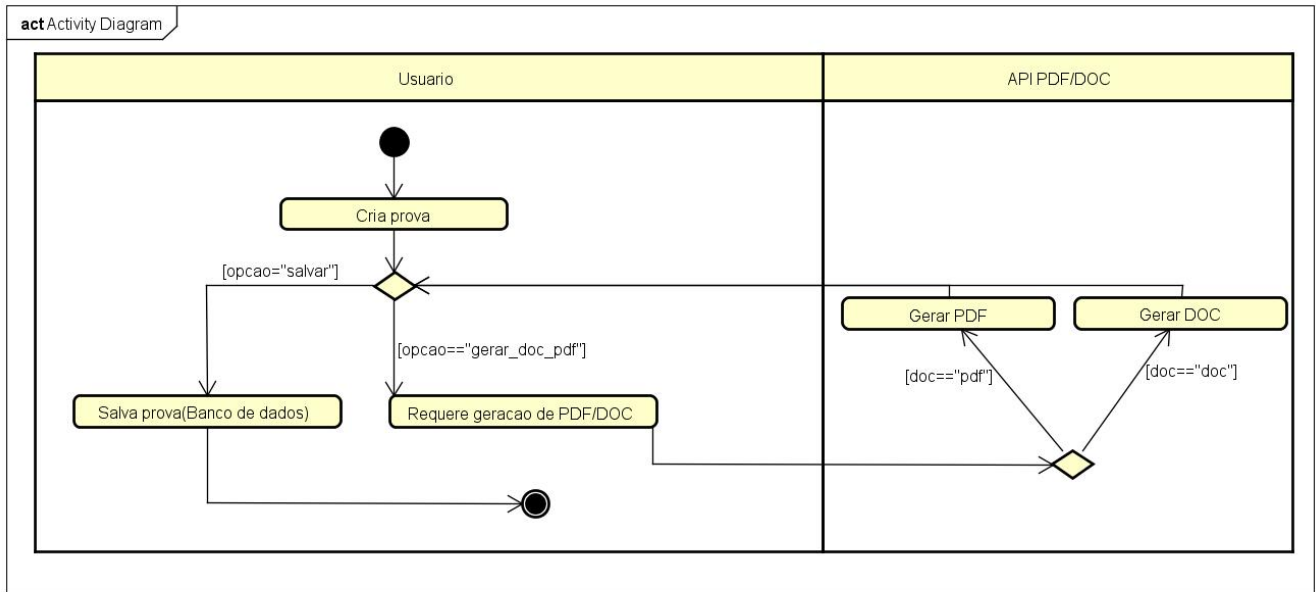 act Activity Diagram
Usuario
API PDF/DOC
Cria prova
[opcao="salvar"]
Gerar PDF
Gerar DOC
[opcao=="gerar_doc_pdf"]
[doc=="pdf"]
[doc=="doc"]
Salva prova(Banco de dados)
Requere geracao de PDF/DOC